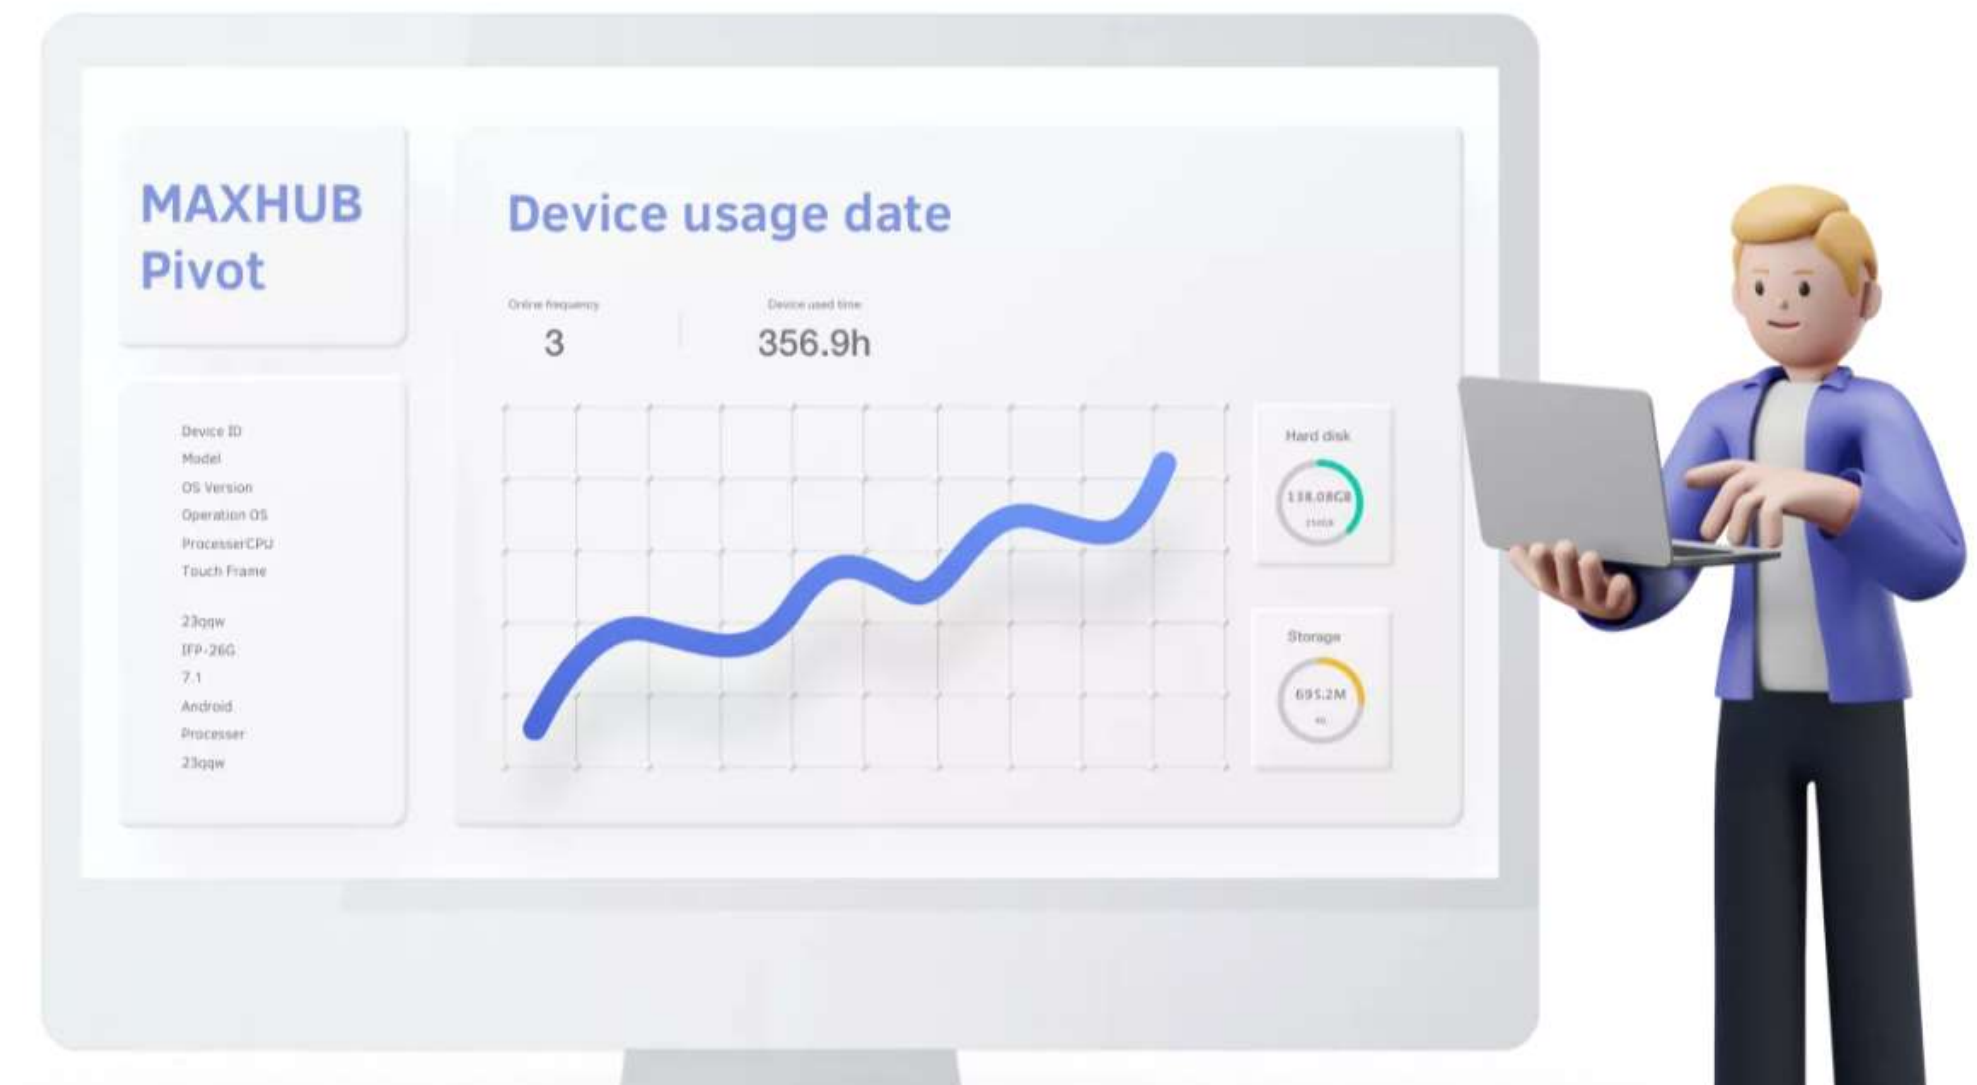 MAXHUB
Pivot
Device ID
Model
OS Version
Operation OS
ProcesserCPU
Touch Frame
23qqw
IFP-26G
7.1
Android
Processer
23qqw
Device usage date
Online frequency
3
Device used time
356.9h
Hard disk
138.08GB
Storage
695.2M